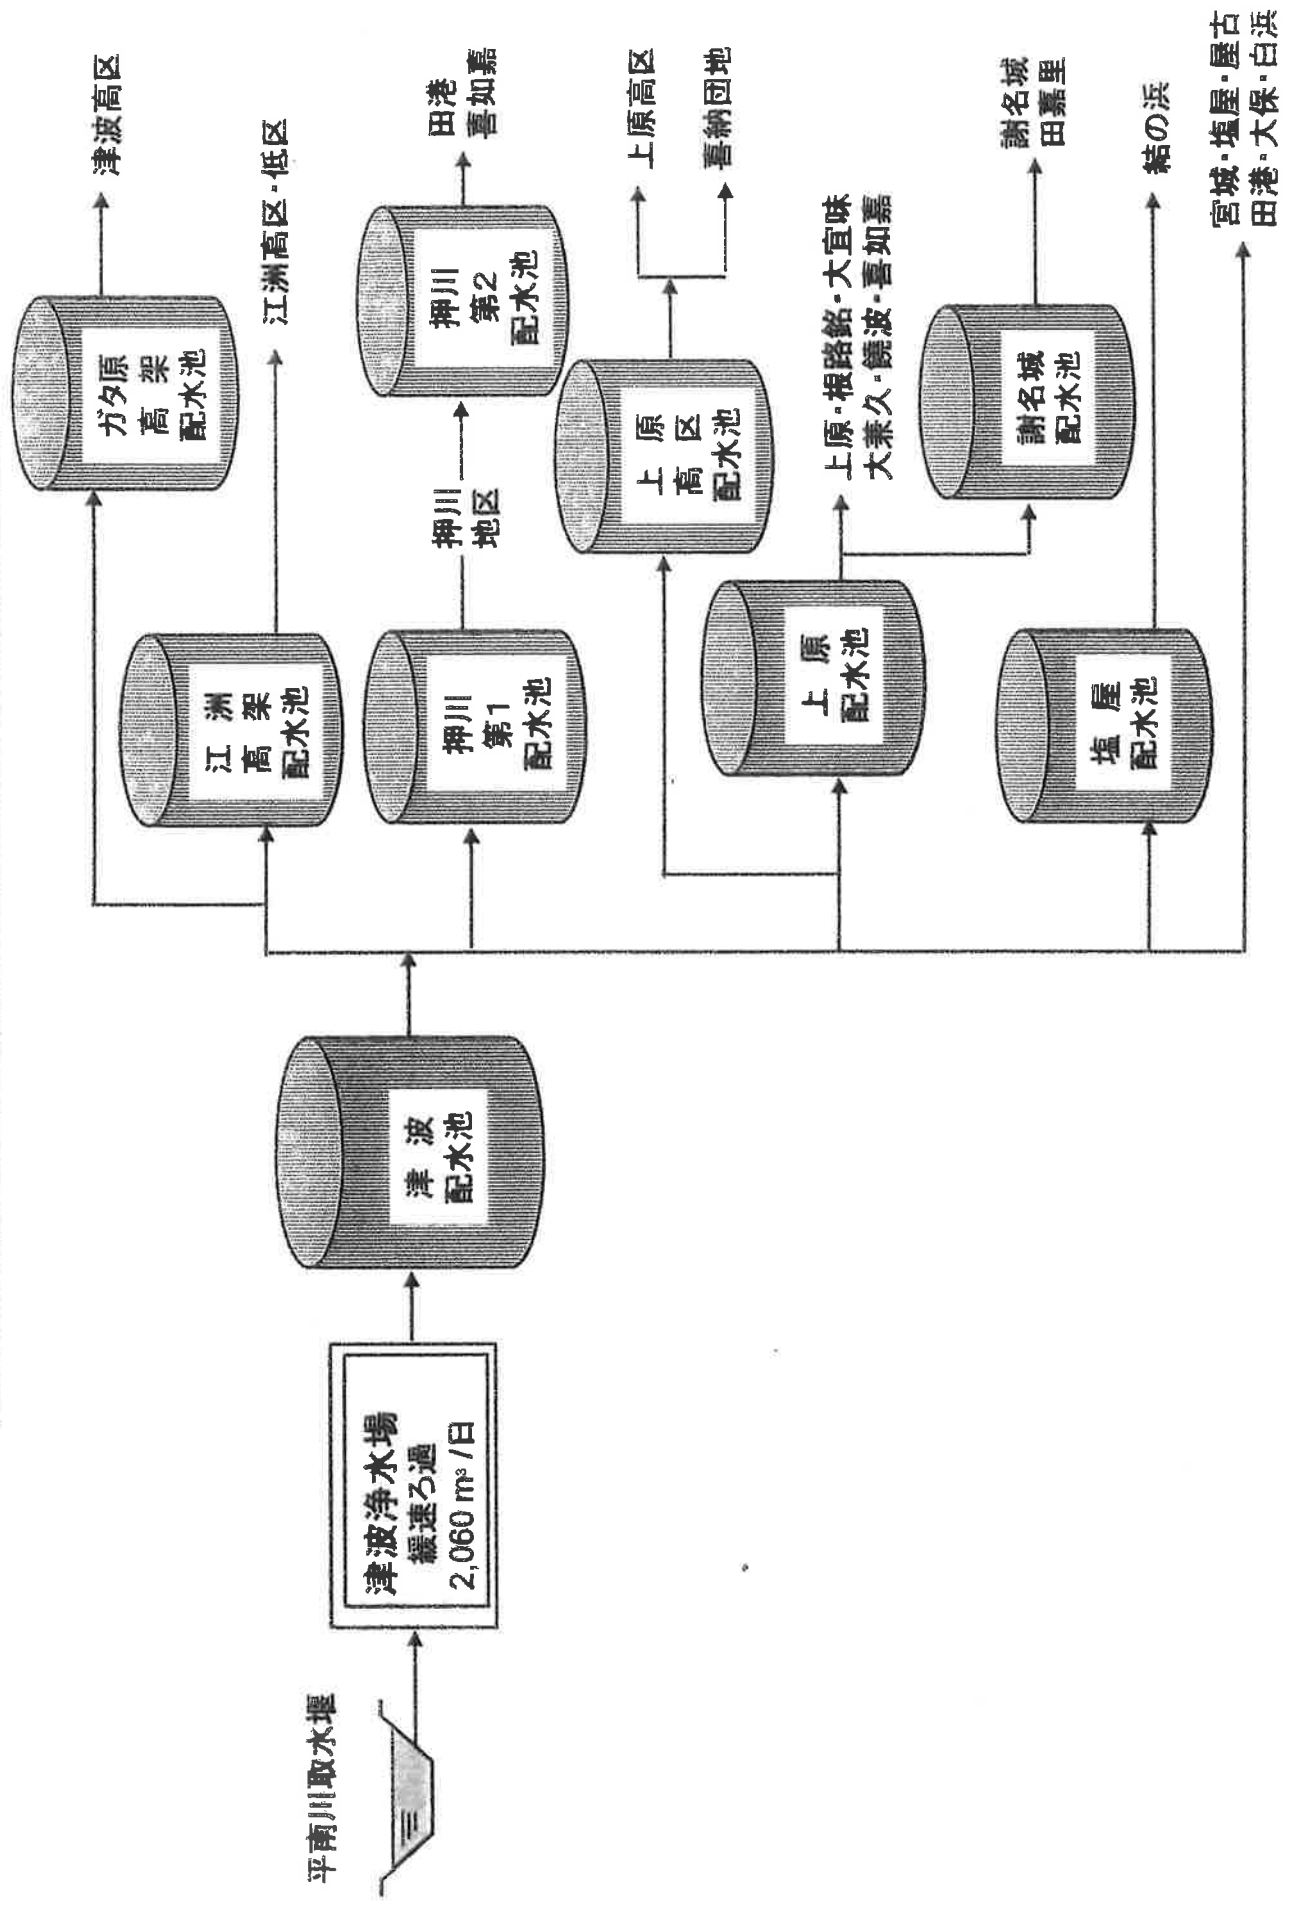 平南川取水堰
津波浄水場
緩速ろ過
2,060 m³/日
津 波
配水池
ガタ原
高 架
配水池
津波高区
江 洲
高 架
配水池
江洲高区・低区
押川
第1
配水池
押川
地区
押川
第2
配水池
田港
喜如嘉
上 原
高 区
配水池
上原高区
喜納団地
上 原
配水池
上原・根路銘・大宜味
大兼久・饒波・喜如嘉
謝名城
配水池
謝名城
田嘉里
塩 屋
配水池
結の浜
宮城・塩屋・屋古
田港・大保・白浜